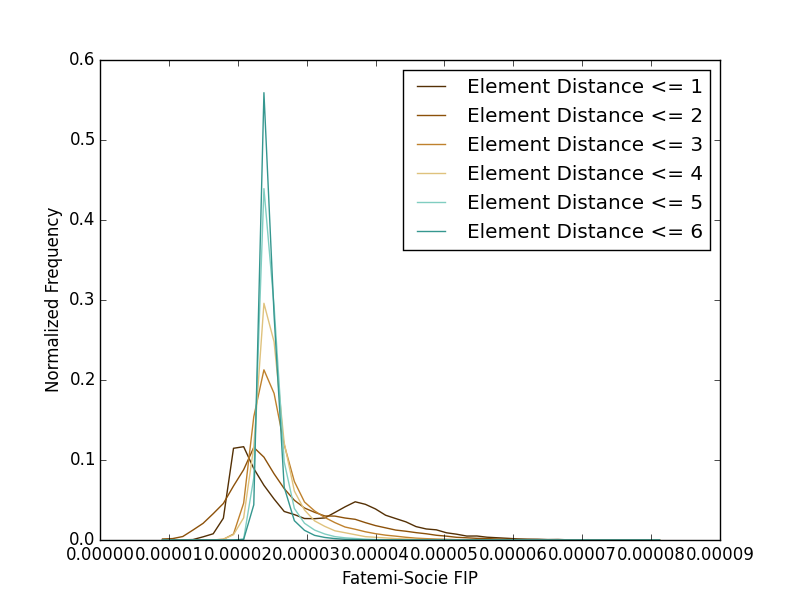 0.6
0.5
0.4
0.3
0.2
0.1
0.0
Normalized Frequency
Element Distance <= 1
Element Distance <= 2
Element Distance <= 3
Element Distance <= 4
Element Distance <= 5
Element Distance <= 6
0.00000 0.00001 0.00002 0.00003 0.00004 0.00005 0.00006 0.00007 0.00008 0.00009
Fatemi-Socie FIP